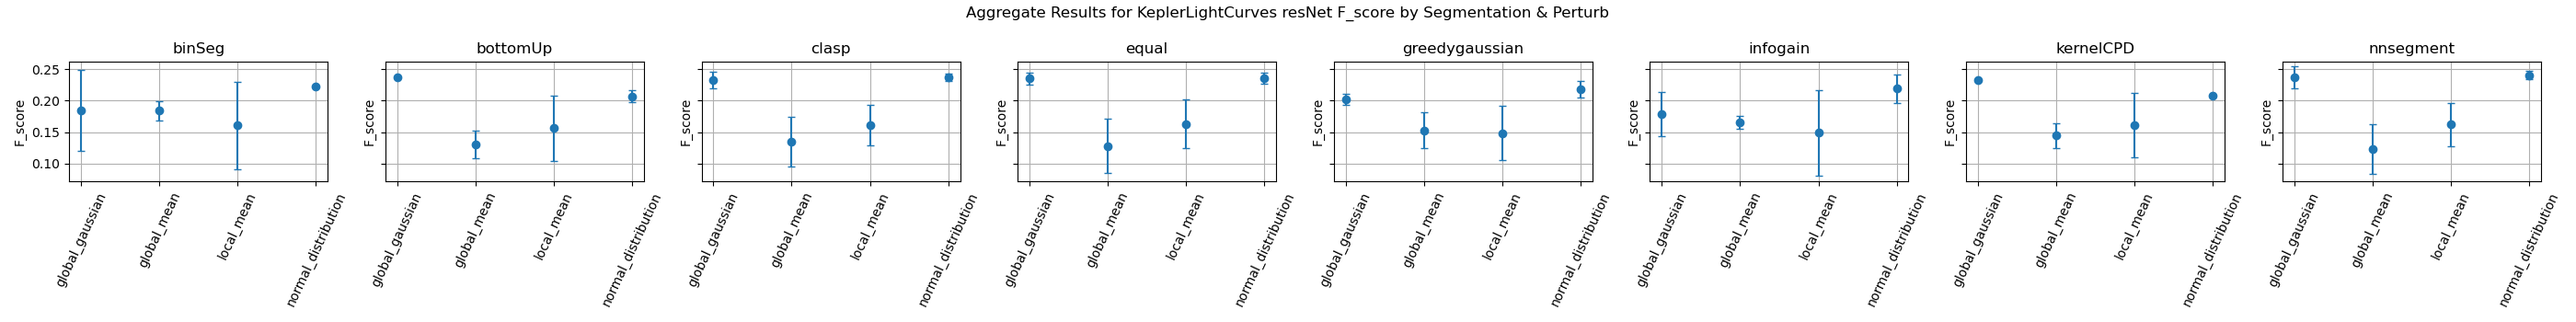 Aggregate Results for KeplerLightCurves resNet F_score by Segmentation & Perturb
binSeg
F_score
0.25
0.20
0.15
0.10
global_gaussian
global_mean
local_mean
normal_distribution
bottomUp
F_score
global_gaussian
global_mean
local_mean
normal_distribution
clasp
F_score
global_gaussian
global_mean
local_mean
normal_distribution
equal
F_score
global_gaussian
global_mean
local_mean
normal_distribution
greedygaussian
F_score
global_gaussian
global_mean
local_mean
normal_distribution
infogain
F_score
global_gaussian
global_mean
local_mean
normal_distribution
kernelCPD
F_score
global_gaussian
global_mean
local_mean
normal_distribution
nnsegment
F_score
global_gaussian
global_mean
local_mean
normal_distribution